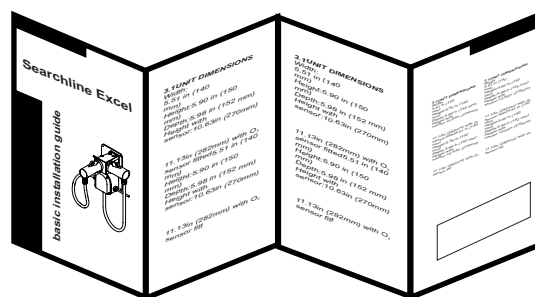 Searchline Excel
basic installation guide
3.1UNIT DIMENSIONS
Width:
5.51 in (140
mm)
Height:5.90 in (150
mm)
Depth:5.98 in (152 mm)
Height with
sensor:10.63in (270mm)
11.13in (282mm) with O₂
sensor fitted5.51 in (140
mm)
Height:5.90 in (150
mm)
Depth:5.98 in (152 mm)
Height with
sensor:10.63in (270mm)
11.13in (282mm) with O₂
sensor fitt
3.1UNIT DIMENSIONS
Width:
5.51 in (140
mm)
Height:5.90 in (150
mm)
Depth:5.98 in (152 mm)
Height with
sensor:10.63in (270mm)
11.13in (282mm) with O₂
sensor fitted5.51 in (140
mm)
Height:5.90 in (150
mm)
Depth:5.98 in (152 mm)
Height with
sensor:10.63in (270mm)
11.13in (282mm) with O₂
sensor fitt